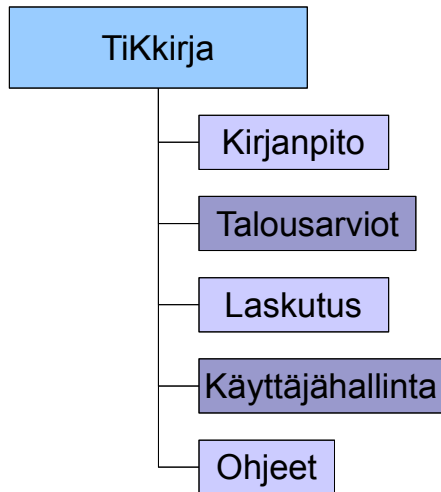 TiKkirja
Kirjanpito
Talousarviot
Laskutus
Käyttäjähallinta
Ohjeet